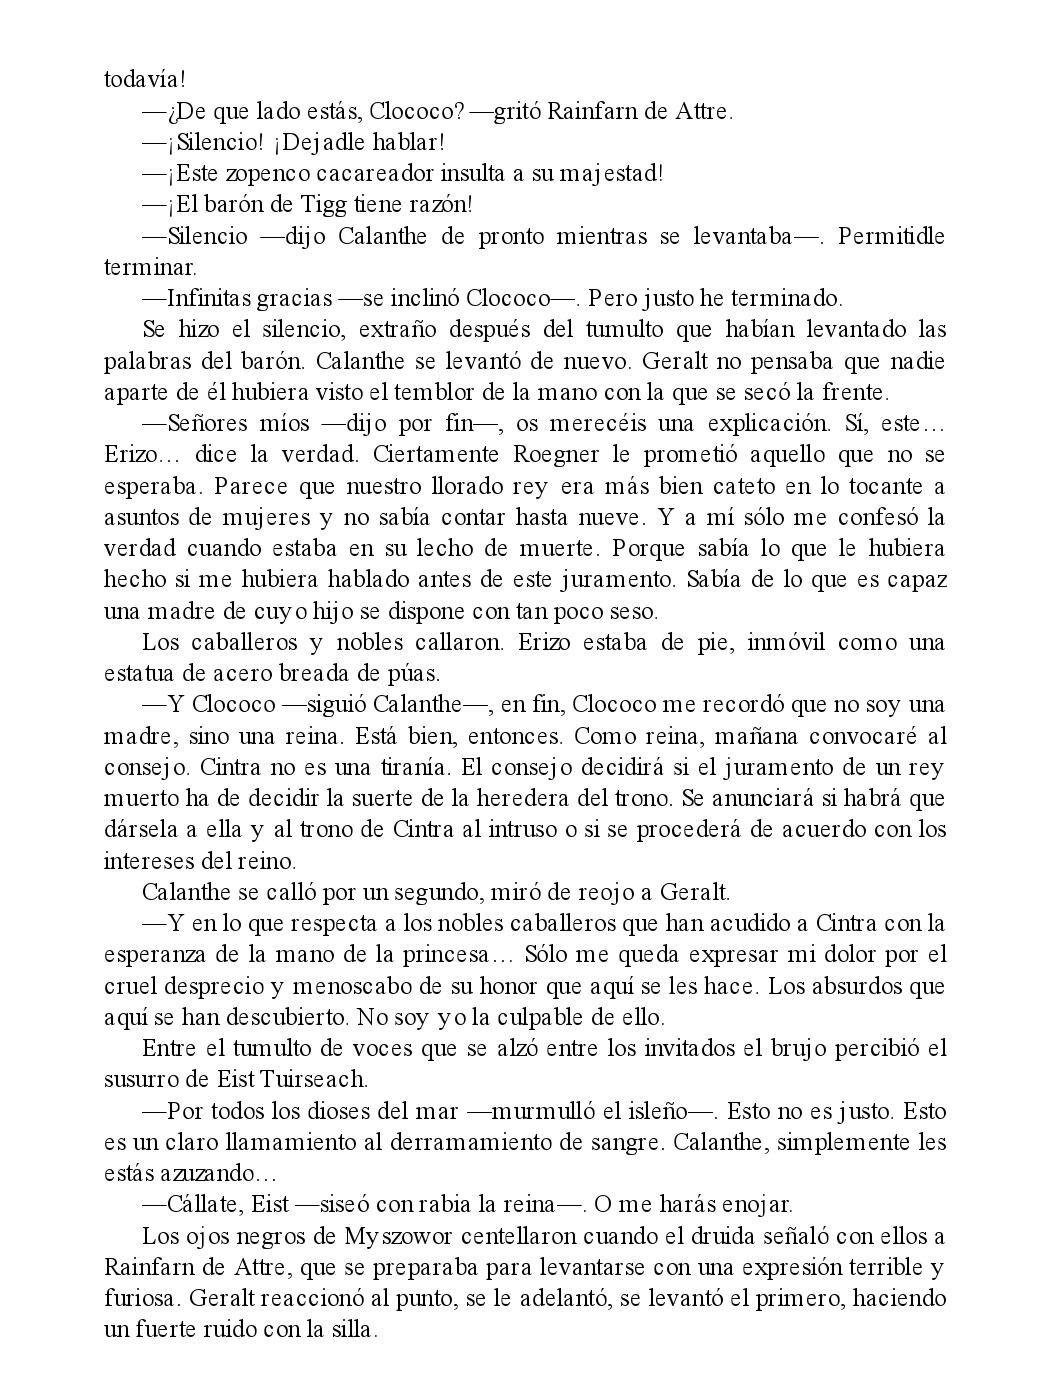 todavía!
—¿De que lado estás, Clococo? —gritó Rainfarn de Attre.
—¡Silencio! ¡Dejadle hablar!
—¡Este zopenco cacareador insulta a su majestad!
—¡El barón de Tigg tiene razón!
—Silencio —dijo Calanthe de pronto mientras se levantaba—. Permitidle
terminar.
—Infinitas gracias —se inclinó Clococo—. Pero justo he terminado.
Se hizo el silencio, extraño después del tumulto que habían levantado las
palabras del barón. Calanthe se levantó de nuevo. Geralt no pensaba que nadie
aparte de él hubiera visto el temblor de la mano con la que se secó la frente.
—Señores míos —dijo por fin—, os merecéis una explicación. Sí, este…
Erizo… dice la verdad. Ciertamente Roegner le prometió aquello que no se
esperaba. Parece que nuestro llorado rey era más bien cateto en lo tocante a
asuntos de mujeres y no sabía contar hasta nueve. Y a mí sólo me confesó la
verdad cuando estaba en su lecho de muerte. Porque sabía lo que le hubiera
hecho si me hubiera hablado antes de este juramento. Sabía de lo que es capaz
una madre de cuyo hijo se dispone con tan poco seso.
Los caballeros y nobles callaron. Erizo estaba de pie, inmóvil como una
estatua de acero breada de púas.
—Y Clococo —siguió Calanthe—, en fin, Clococo me recordó que no soy una
madre, sino una reina. Está bien, entonces. Como reina, mañana convocaré al
consejo. Cintra no es una tiranía. El consejo decidirá si el juramento de un rey
muerto ha de decidir la suerte de la heredera del trono. Se anunciará si habrá que
dársela a ella y al trono de Cintra al intruso o si se procederá de acuerdo con los
intereses del reino.
Calanthe se calló por un segundo, miró de reojo a Geralt.
—Y en lo que respecta a los nobles caballeros que han acudido a Cintra con la
esperanza de la mano de la princesa… Sólo me queda expresar mi dolor por el
cruel desprecio y menoscabo de su honor que aquí se les hace. Los absurdos que
aquí se han descubierto. No soy yo la culpable de ello.
Entre el tumulto de voces que se alzó entre los invitados el brujo percibió el
susurro de Eist Tuirseach.
—Por todos los dioses del mar —murmulló el isleño—. Esto no es justo. Esto
es un claro llamamiento al derramamiento de sangre. Calanthe, simplemente les
estás azuzando…
—Cállate, Eist —siseó con rabia la reina—. O me harás enojar.
Los ojos negros de Myszowor centellaron cuando el druida señaló con ellos a
Rainfarn de Attre, que se preparaba para levantarse con una expresión terrible y
furiosa. Geralt reaccionó al punto, se le adelantó, se levantó el primero, haciendo
un fuerte ruido con la silla.